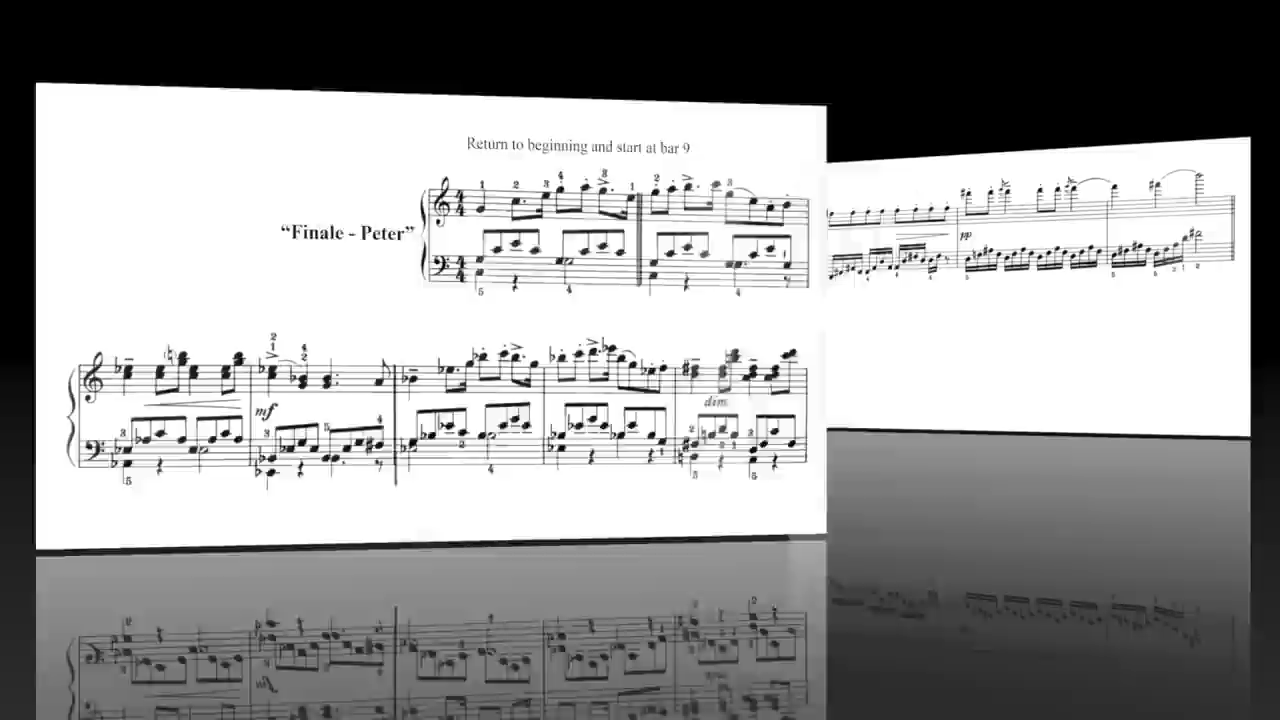 Return to beginning and start at bar 9
“Finale - Peter”
mf
dim.
pp